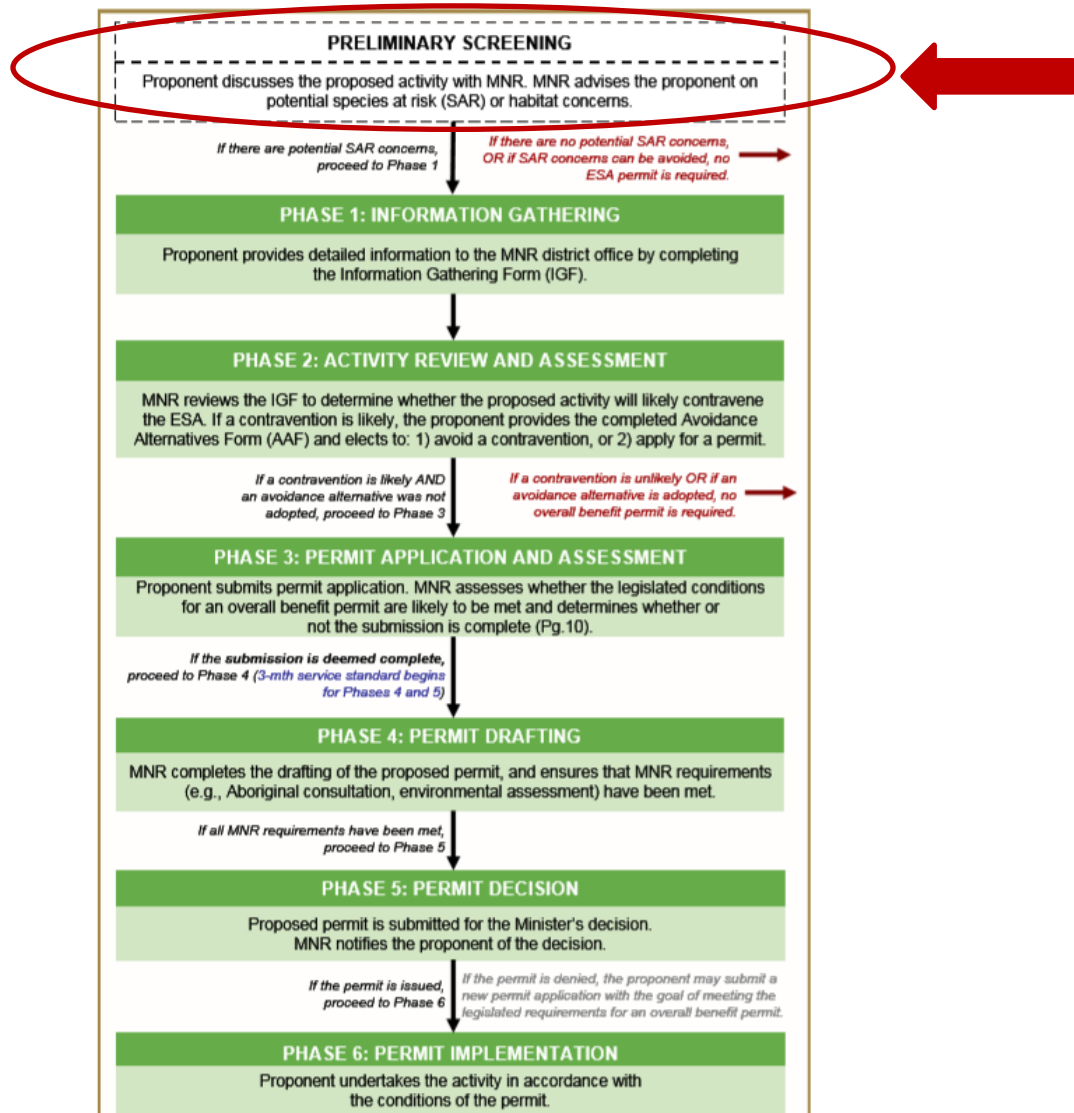 PRELIMINARY SCREENING
Proponent discusses the proposed activity with MNR. MNR advises the proponent on
potential species at risk (SAR) or habitat concerns.
If there are potential SAR concerns,
proceed to Phase 1
If there are no potential SAR concerns,
OR if SAR concerns can be avoided, no
ESA permit is required.
PHASE 1: INFORMATION GATHERING
Proponent provides detailed information to the MNR district office by completing
the Information Gathering Form (IGF).
PHASE 2: ACTIVITY REVIEW AND ASSESSMENT
MNR reviews the IGF to determine whether the proposed activity will likely contravene
the ESA. If a contravention is likely, the proponent provides the completed Avoidance
Alternatives Form (AAF) and elects to: 1) avoid a contravention, or 2) apply for a permit.
If a contravention is likely AND
an avoidance alternative was not
adopted, proceed to Phase 3
If a contravention is unlikely OR if an
avoidance alternative is adopted, no
overall benefit permit is required.
PHASE 3: PERMIT APPLICATION AND ASSESSMENT
Proponent submits permit application. MNR assesses whether the legislated conditions
for an overall benefit permit are likely to be met and determines whether or
not the submission is complete (Pg.10).
If the submission is deemed complete,
proceed to Phase 4 (3-mth service standard begins
for Phases 4 and 5)
PHASE 4: PERMIT DRAFTING
MNR completes the drafting of the proposed permit, and ensures that MNR requirements
(e.g., Aboriginal consultation, environmental assessment) have been met.
If all MNR requirements have been met,
proceed to Phase 5
PHASE 5: PERMIT DECISION
Proposed permit is submitted for the Minister's decision.
MNR notifies the proponent of the decision.
If the permit is issued,
proceed to Phase 6
If the permit is denied, the proponent may submit a
new permit application with the goal of meeting the
legislated requirements for an overall benefit permit.
PHASE 6: PERMIT IMPLEMENTATION
Proponent undertakes the activity in accordance with
the conditions of the permit.